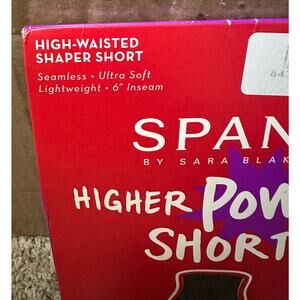 HIGH-WAISTED
SHAPER SHORT
Seamless • Ultra Soft
Lightweight • 6" Inseam
SPAN
BY SARA BLAK
HIGHER POW
SHORT